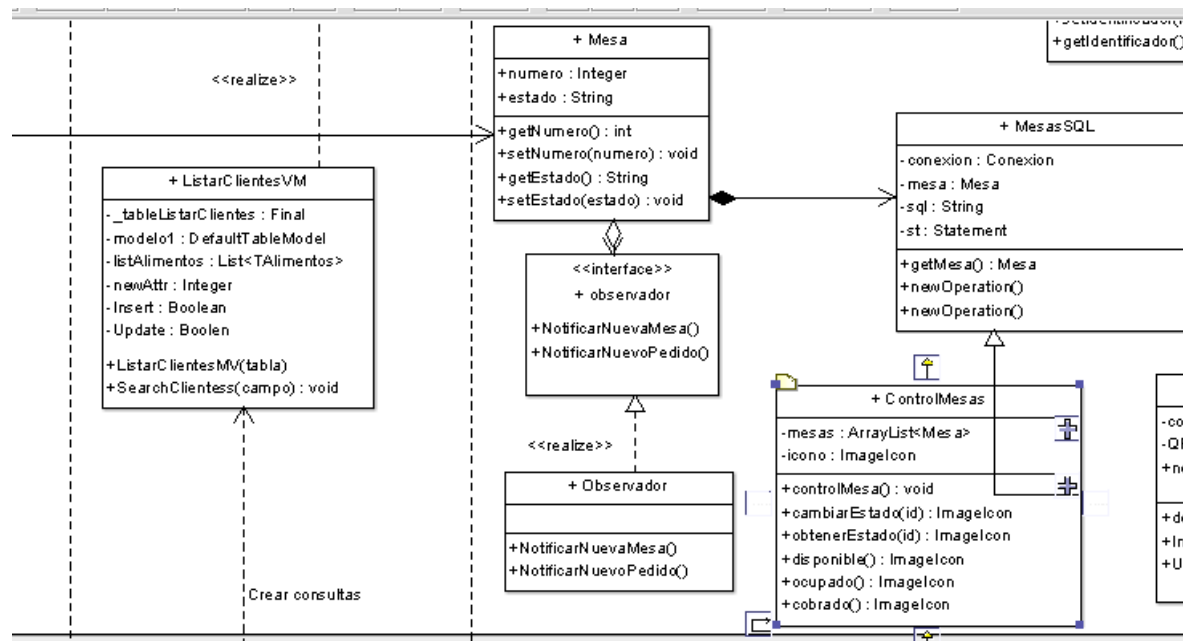 +getIdentificador()
<<realize>>
+ ListarClientesVM
-_tableListarClientes : Final
-modelo1 : DefaultTableModel
-listAlimentos : List<TAlimentos>
-newAttr : Integer
-Insert : Boolean
-Update : Boolen
+ListarClientesMV(tabla)
+SearchClientess(campo) : void
Crear consultas
+ Mesa
+numero : Integer
+estado : String
+getNumero() : int
+setNumero(numero) : void
+getEstado() : String
+setEstado(estado) : void
<<interface>>
+ observador
+NotificarNuevaMesa()
+NotificarNuevoPedido()
<<realize>>
+ Observador
+NotificarNuevaMesa()
+NotificarNuevoPedido()
+ MesasSQL
-conexion : Conexion
-mesa : Mesa
-sql : String
-st : Statement
+getMesa() : Mesa
+newOperation()
+newOperation()
+ ControlMesas
-mesas : ArrayList<Mesa>
-icono : ImageIcon
+controlMesa() : void
+cambiarEstado(id) : ImageIcon
+obtenerEstado(id) : ImageIcon
+disponible() : ImageIcon
+ocupado() : ImageIcon
+cobrado() : ImageIcon